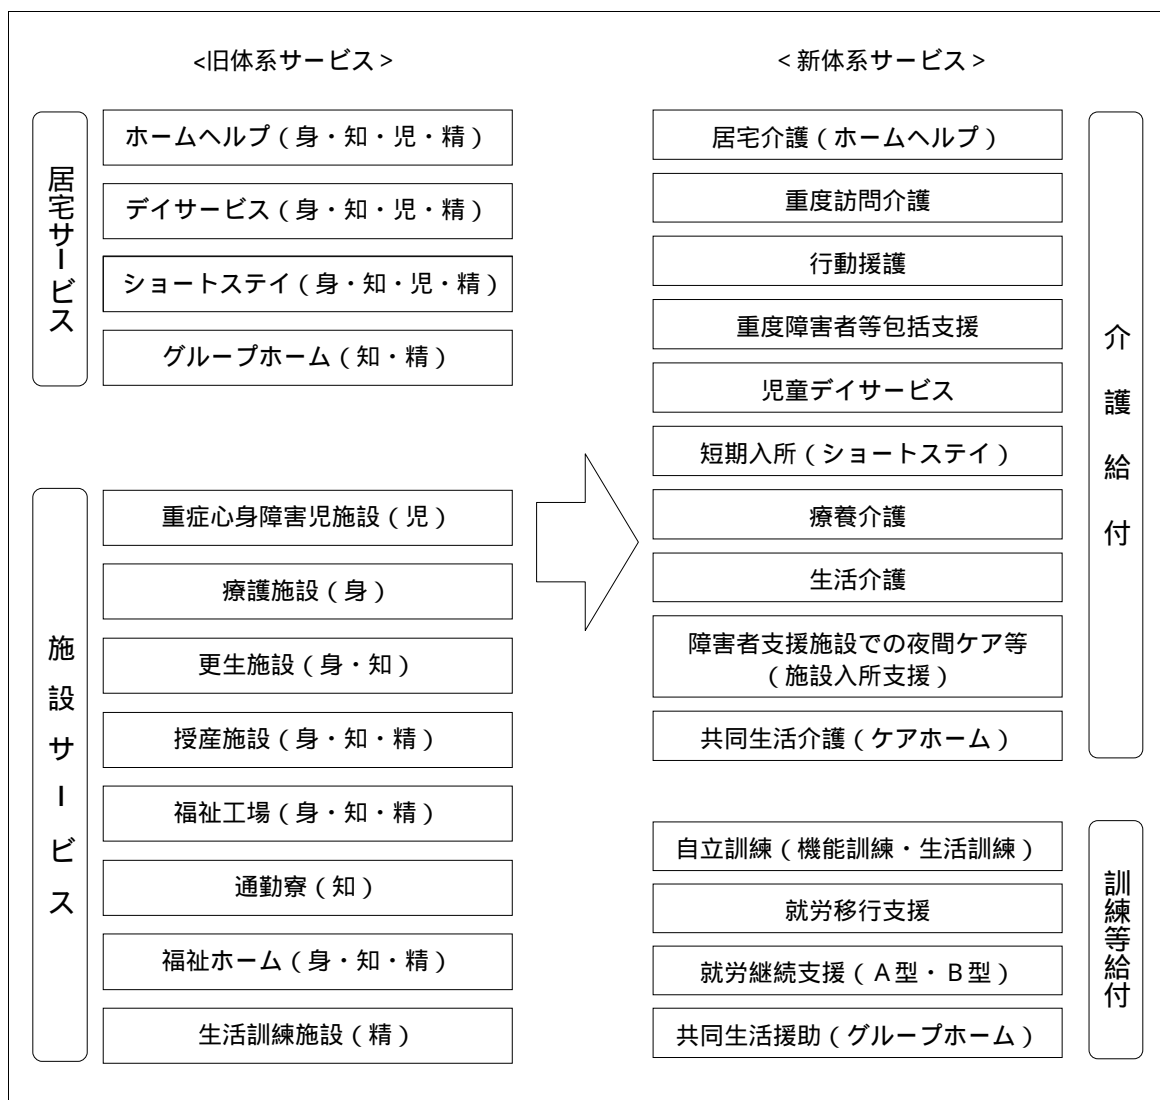 <旧体系サービス>
居宅サービス
ホームヘルプ(身・知・児・精)
デイサービス(身・知・児・精)
ショートステイ(身・知・児・精)
グループホーム(知・精)
施設サービス
重症心身障害児施設(児)
療護施設(身)
更生施設(身・知)
授産施設(身・知・精)
福祉工場(身・知・精)
通勤寮(知)
福祉ホーム(身・知・精)
生活訓練施設(精)
<新体系サービス>
居宅介護(ホームヘルプ)
重度訪問介護
行動援護
重度障害者等包括支援
児童デイサービス
短期入所(ショートステイ)
療養介護
生活介護
障害者支援施設での夜間ケア等
(施設入所支援)
共同生活介護(ケアホーム)
介護給付
自立訓練(機能訓練・生活訓練)
就労移行支援
就労継続支援(A型・B型)
共同生活援助(グループホーム)
訓練等給付